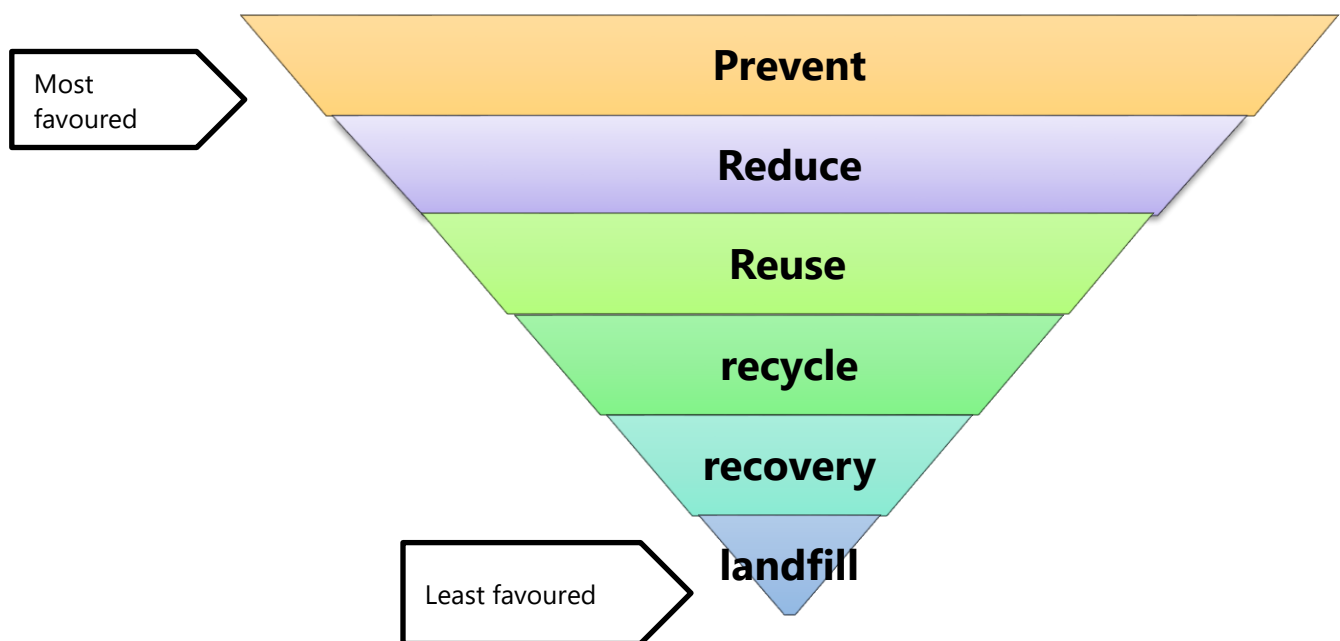 Prevent
Most
favoured
Reduce
Reuse
recycle
recovery
landfill
Least favoured